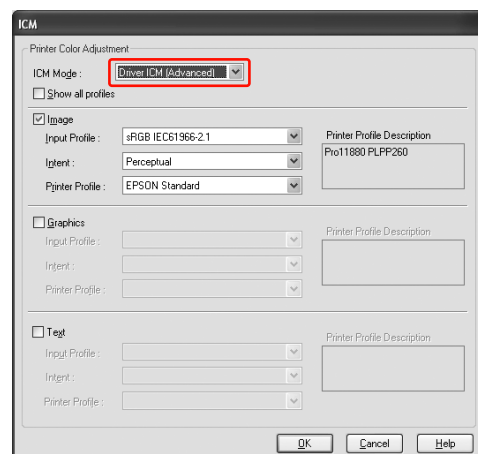 ICM
Printer Color Adjustment
ICM Mode :
Driver ICM (Advanced)
Show all profiles
Image
Input Profile :
sRGB IEC61966-2.1
Intent :
Perceptual
Printer Profile :
EPSON Standard
Printer Profile Description
Pro11880 PLPP260
Graphics
Input Profile :
Intent :
Printer Profile :
Printer Profile Description
Text
Input Profile :
Intent :
Printer Profile :
Printer Profile Description
OK
Cancel
Help